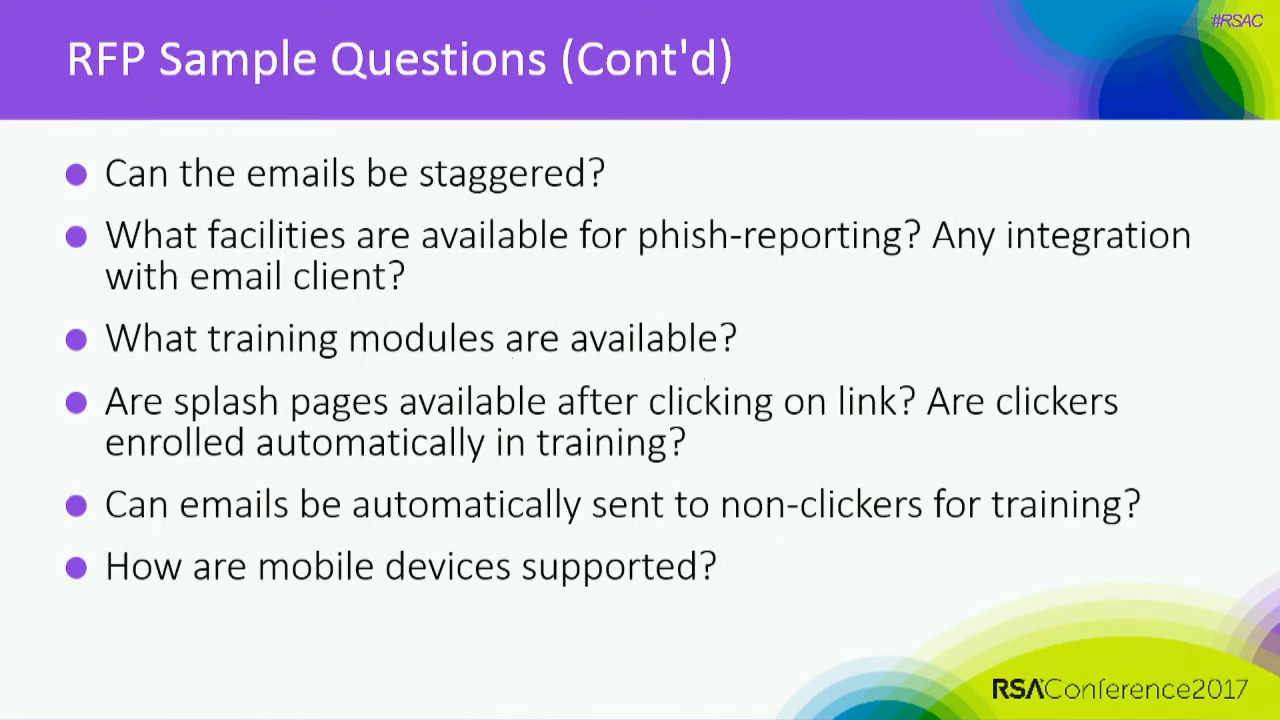 #RSAC
RFP Sample Questions (Cont'd)
Can the emails be staggered?
What facilities are available for phish-reporting? Any integration
with email client?
What training modules are available?
Are splash pages available after clicking on link? Are clickers
enrolled automatically in training?
Can emails be automatically sent to non-clickers for training?
How are mobile devices supported?
RSAConference2017